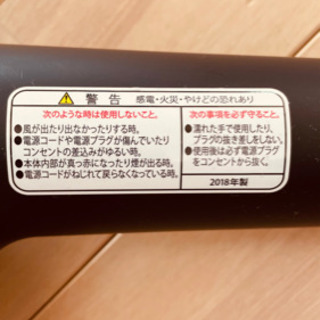 警告 感電・火災・やけどの恐れあり
次のような時は使用しないこと。
●風が出たり出なかったりする時。
●電源コードや電源プラグが傷んでいたり
コンセントの差込みがゆるい時。
●本体内部が真っ赤になったり煙が出る時。
●電源コードがねじれて戻らなくなっている時。
次の事項を必ず守ること。
●濡れた手で使用したり、
プラグの抜き差しをしない。
●使用後は必ず電源プラグ
をコンセントから抜く。
2018年製